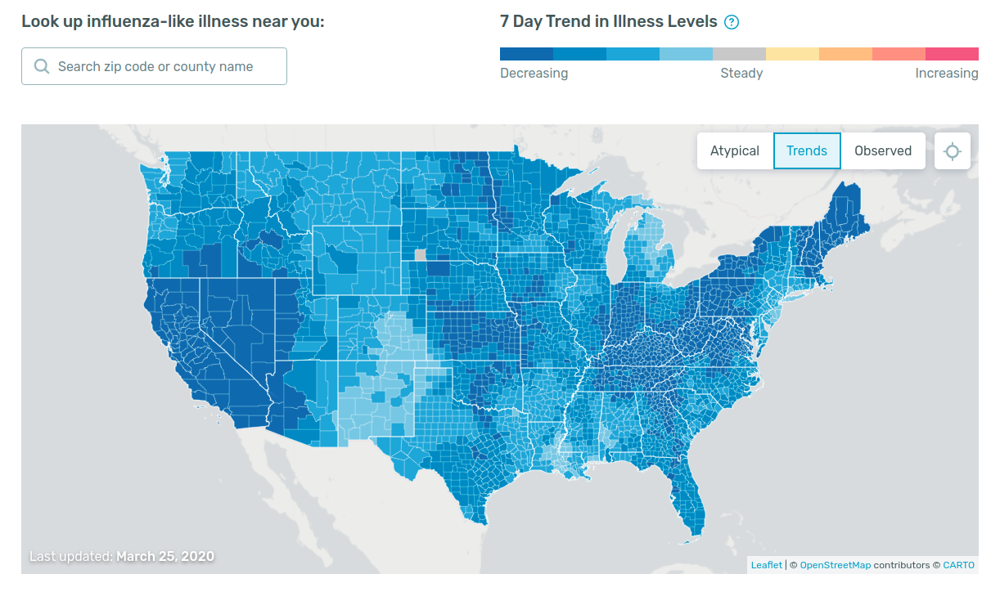 Look up influenza-like illness near you:
Search zip code or county name
7 Day Trend in Illness Levels ?
Decreasing Steady Increasing
Atypical Trends Observed
Last updated: March 25, 2020
Leaflet | © OpenStreetMap contributors © CARTO